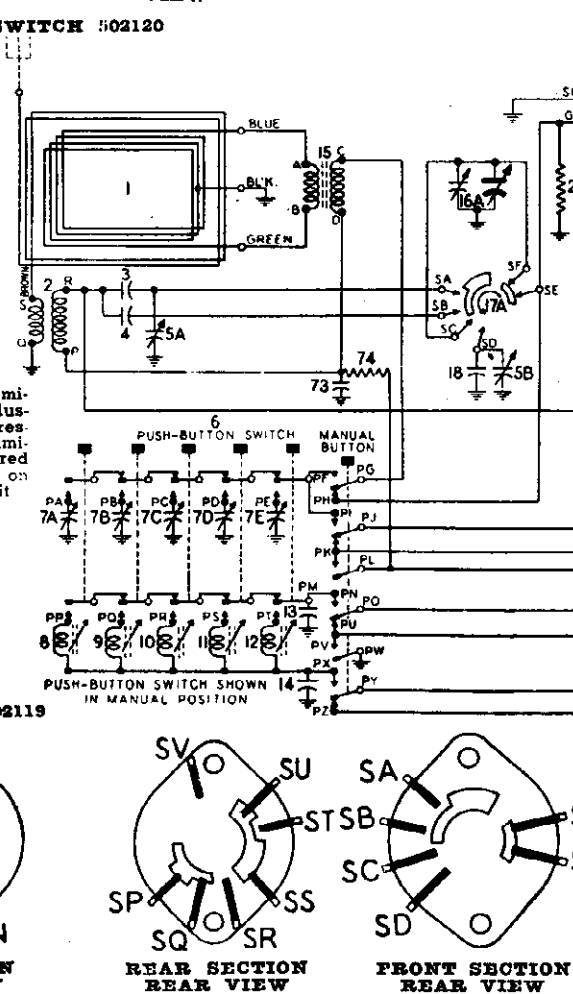 SWITCH 502120
BLUE
15 C
A
1
BLK.
B
D
GREEN
16A
SF
SA
SE
SB
17A
SC
SD
BROWN
S
2 R
3
4
5A
Q
P
74
73
18
5B
6
PUSH-BUTTON SWITCH
MANUAL
BUTTON
PF
PG
PH
PA
PB
PC
PD
PE
7A
7B
7C
7D
7E
PI
PJ
PK
PL
PM
PN
13
PO
PP
PQ
PR
PS
PT
PU
8
9
10
11
12
PV
PW
PX
14
PY
PZ
PUSH-BUTTON SWITCH SHOWN
IN MANUAL POSITION
02119
SV
SU
ST
SP
SQ
SR
SS
SA
SB
SC
SD
REAR SECTION
REAR VIEW
FRONT SECTION
REAR VIEW